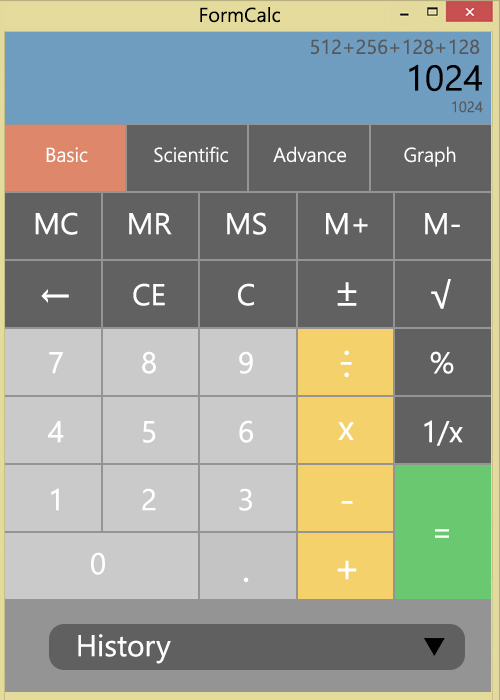 FormCalc
512+256+128+128
1024
1024
Basic Scientific Advance Graph
MC MR MS M+ M-
← CE C ± √
7 8 9 ÷ %
4 5 6 x 1/x
1 2 3 - =
0 . +
History